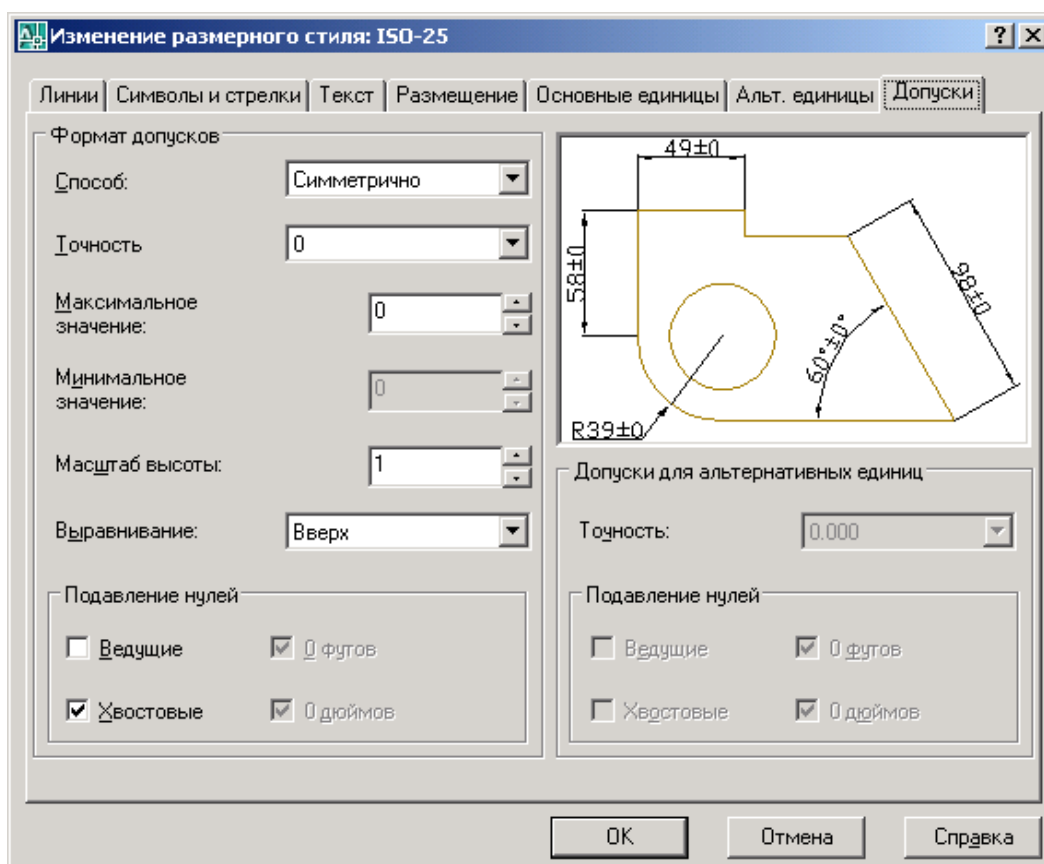 Изменение размерного стиля: ISO-25
Линии
Символы и стрелки
Текст
Размещение
Основные единицы
Альт. единицы
Допуски
Формат допусков
Способ:
Симметрично
Точность
0
Максимальное
значение:
0
Минимальное
значение:
0
Масштаб высоты:
1
Выравнивание:
Вверх
Подавление нулей
Ведущие
0 футов
Хвостовые
0 дюймов
49±0
58±0
98±0
60°±0°
R39±0
Допуски для альтернативных единиц
Точность:
0.000
Подавление нулей
Ведущие
0 футов
Хвостовые
0 дюймов
OK
Отмена
Справка